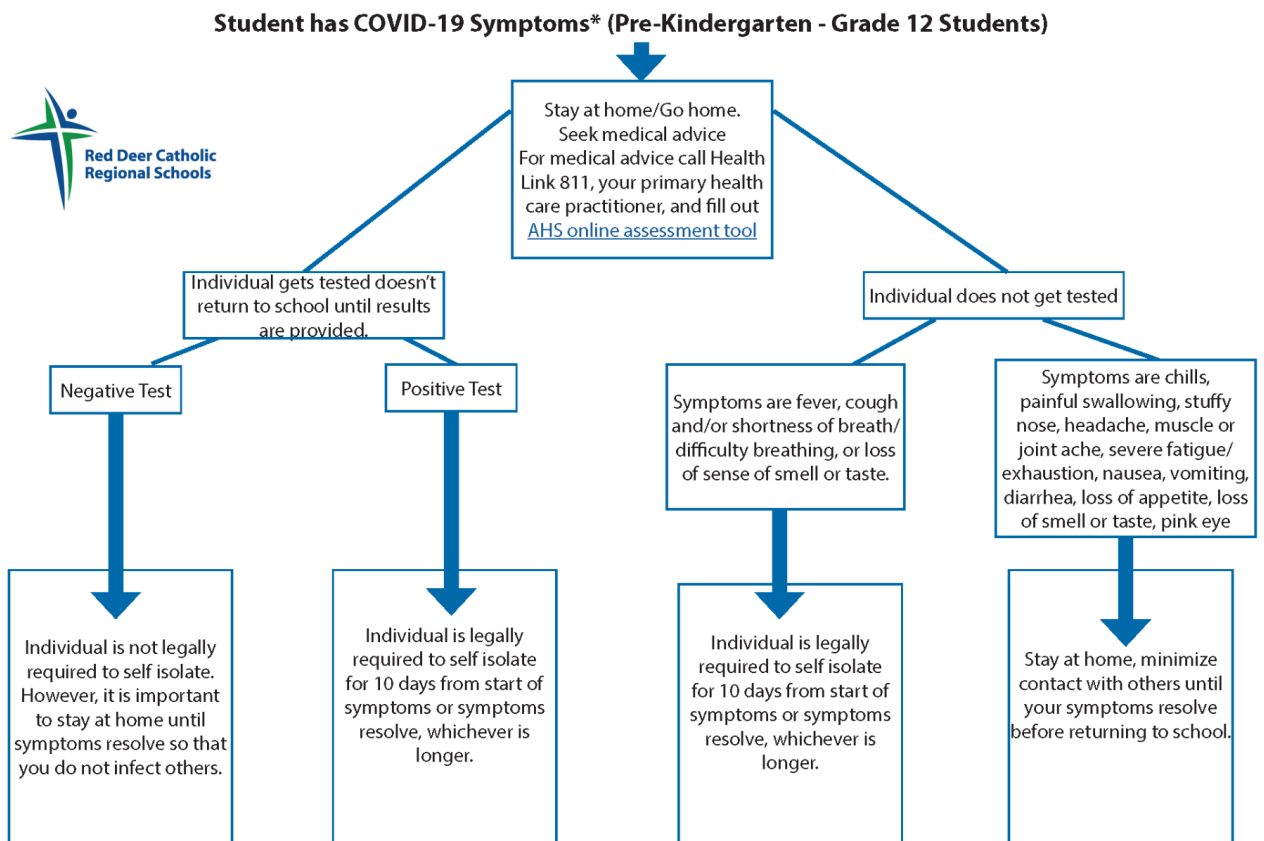 Student has COVID-19 Symptoms* (Pre-Kindergarten - Grade 12 Students)
Red Deer Catholic
Regional Schools
Stay at home/Go home.
Seek medical advice
For medical advice call Health
Link 811, your primary health
care practitioner, and fill out
AHS online assessment tool
Individual gets tested doesn't
return to school until results
are provided.
Individual does not get tested
Negative Test
Positive Test
Symptoms are fever, cough
and/or shortness of breath/
difficulty breathing, or loss
of sense of smell or taste.
Symptoms are chills,
painful swallowing, stuffy
nose, headache, muscle or
joint ache, severe fatigue/
exhaustion, nausea, vomiting,
diarrhea, loss of appetite, loss
of smell or taste, pink eye
Individual is not legally
required to self isolate.
However, it is important
to stay at home until
symptoms resolve so that
you do not infect others.
Individual is legally
required to self isolate
for 10 days from start of
symptoms or symptoms
resolve, whichever is
longer.
Individual is legally
required to self isolate
for 10 days from start of
symptoms or symptoms
resolve, whichever is
longer.
Stay at home, minimize
contact with others until
your symptoms resolve
before returning to school.